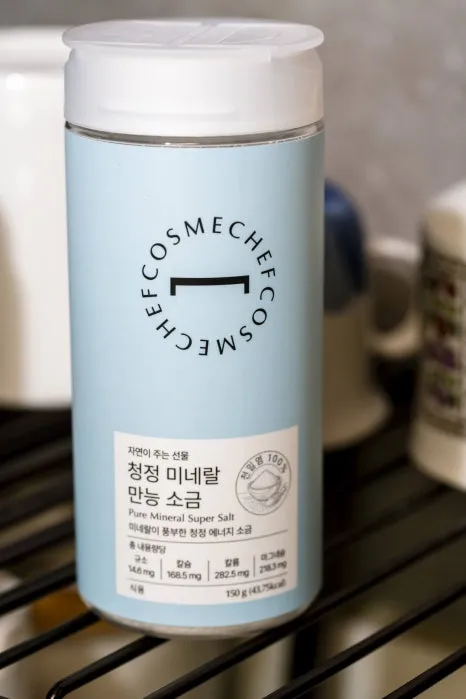 COSMECHEFCOSMECHEF
자연이 주는 선물
청정 미네랄
만능 소금
천일염 100%
Pure Mineral Super Salt
미네랄이 풍부한 청정 에너지 소금
총 내용량당
규소 칼슘 칼륨 마그네슘
14.6 mg 168.5 mg 282.5 mg 218.3 mg
식용 150 g (43.75kcal)